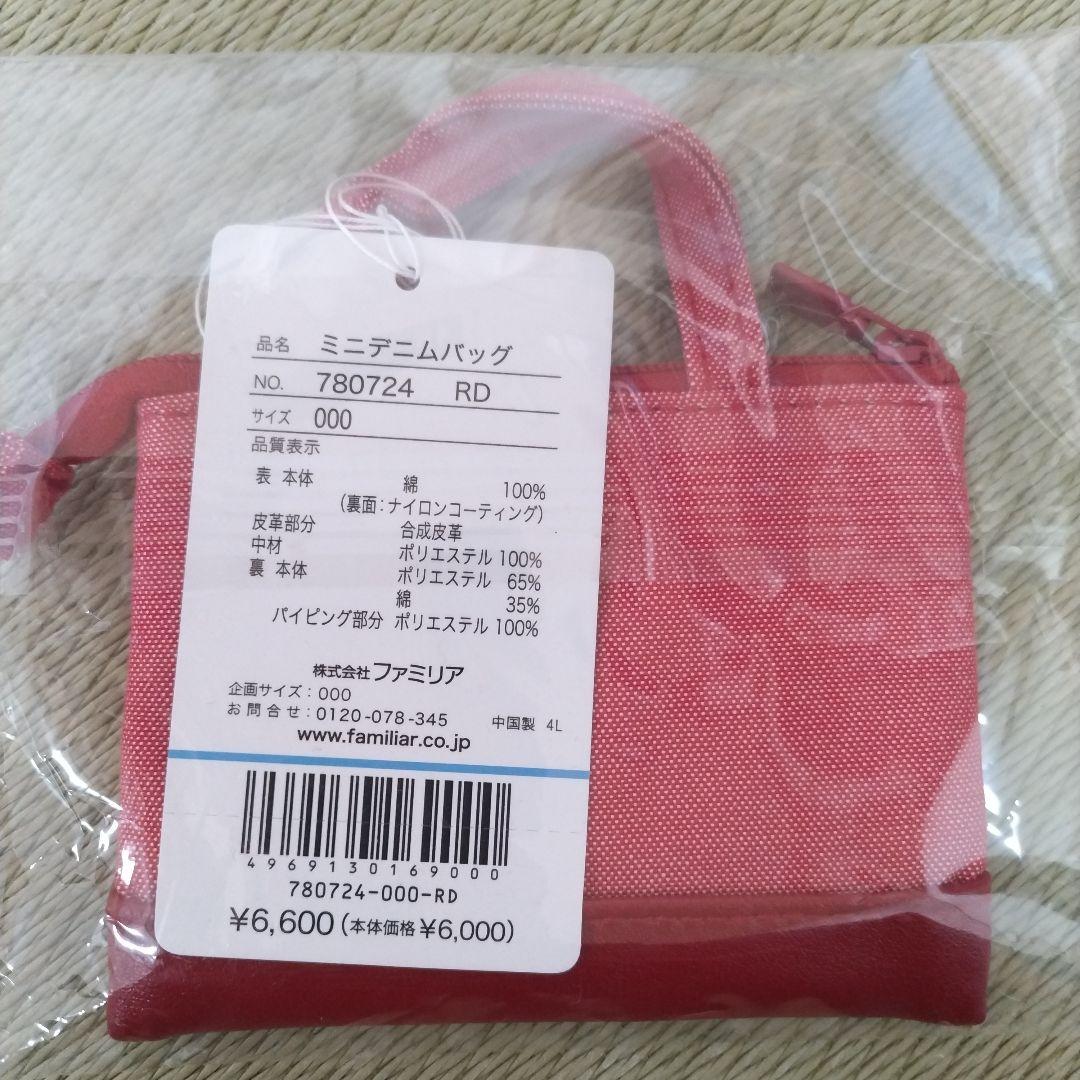 品名 ミニデニムバッグ
NO. 780724 RD
サイズ 000
品質表示
表 本体 綿 100%
(裏面:ナイロンコーティング)
皮革部分 合成皮革
中材 ポリエステル 100%
裏 本体 ポリエステル 65%
綿 35%
パイピング部分 ポリエステル 100%
株式会社 ファミリア
企画サイズ:000
お問合せ:0120-078-345 中国製 4L
www.familiar.co.jp
4969130169000
780724-000-RD
¥6,600(本体価格¥6,000)